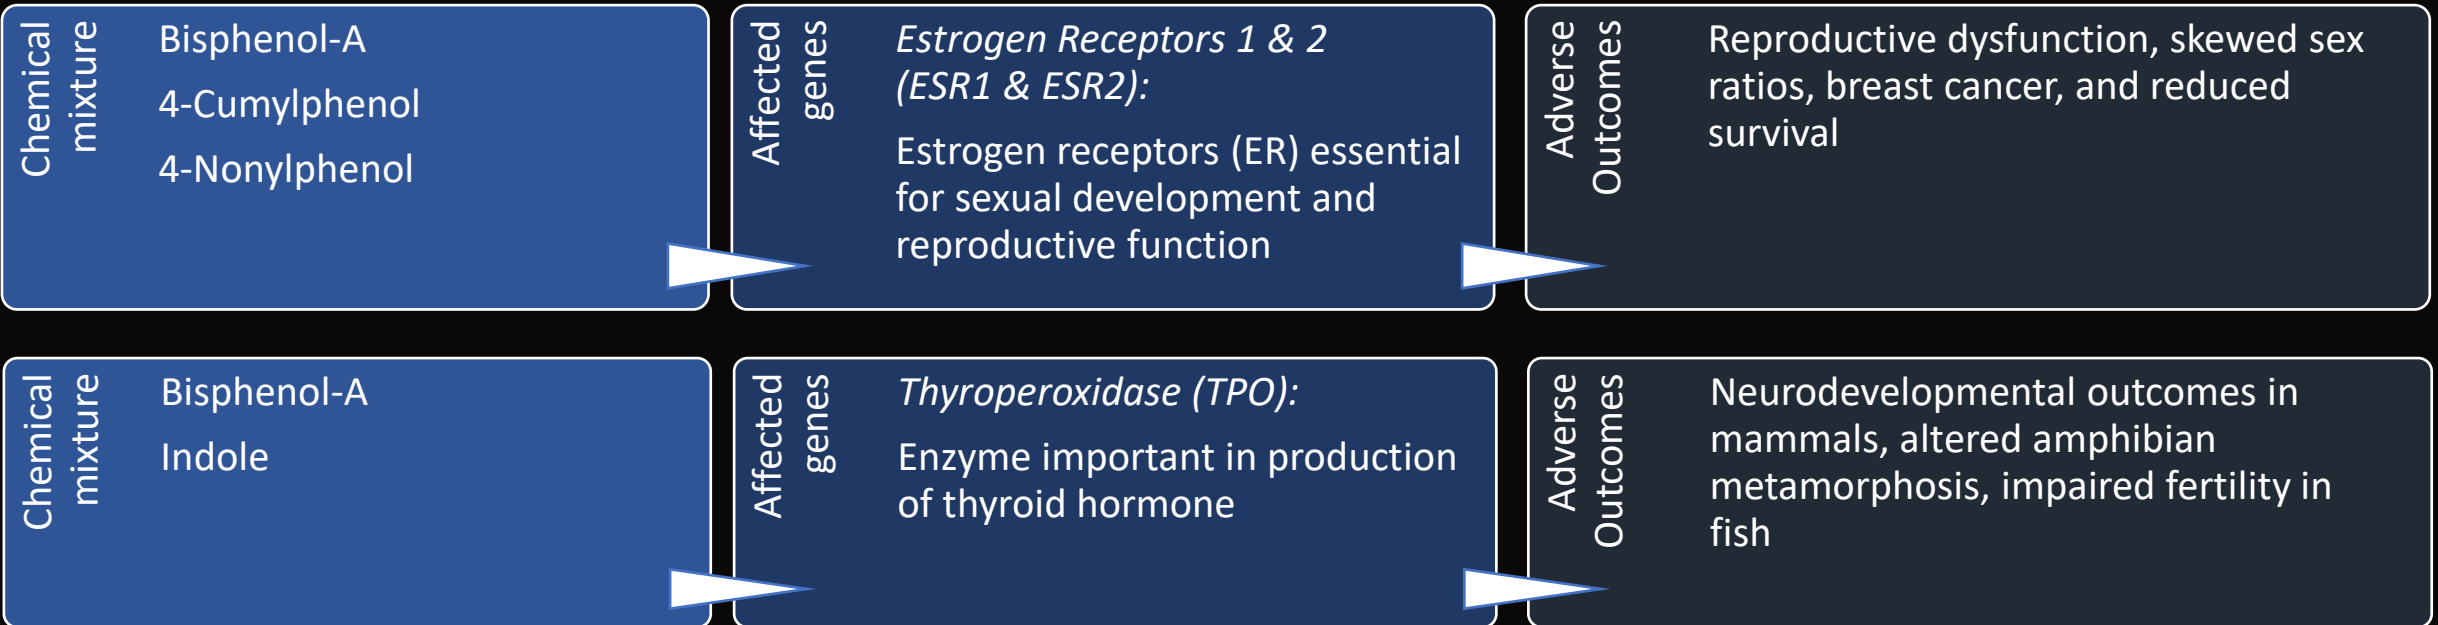 Chemical
mixture
Bisphenol-A
4-Cumylphenol
4-Nonylphenol
Affected
genes
Estrogen Receptors 1 & 2
(ESR1 & ESR2):
Estrogen receptors (ER) essential
for sexual development and
reproductive function
Adverse
Outcomes
Reproductive dysfunction, skewed sex
ratios, breast cancer, and reduced
survival
Chemical
mixture
Bisphenol-A
Indole
Affected
genes
Thyroperoxidase (TPO):
Enzyme important in production
of thyroid hormone
Adverse
Outcomes
Neurodevelopmental outcomes in
mammals, altered amphibian
metamorphosis, impaired fertility in
fish